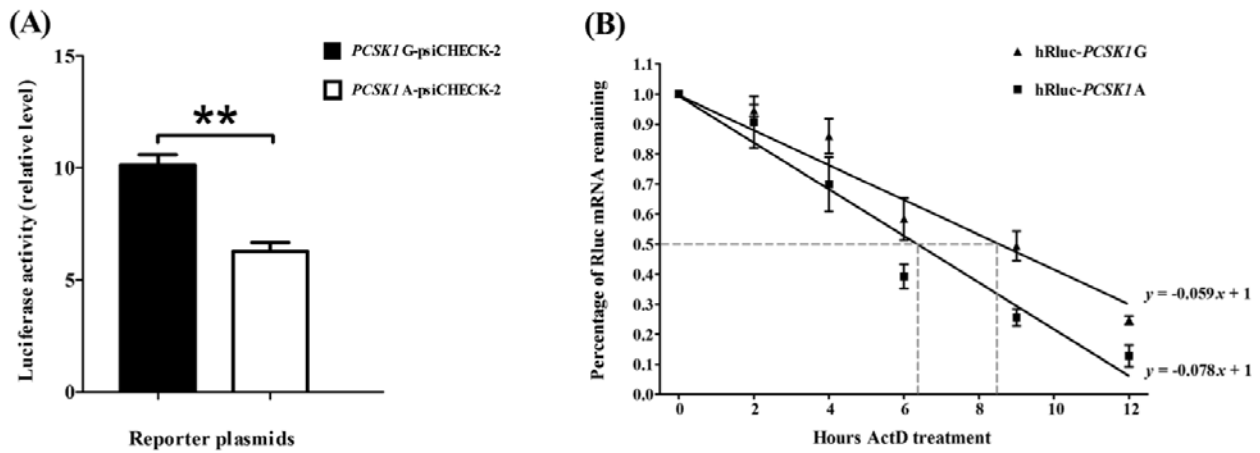 (A)
PCSK1 G-psiCHECK-2
PCSK1 A-psiCHECK-2
15
10
5
0
**
Luciferase activity (relative level)
Reporter plasmids
(B)
hRluc-PCSK1 G
hRluc-PCSK1 A
1.1
1.0
0.9
0.8
0.7
0.6
0.5
0.4
0.3
0.2
0.1
0.0
Percentage of Rluc mRNA remaining
y = -0.059x + 1
y = -0.078x + 1
0 2 4 6 8 10 12
Hours ActD treatment